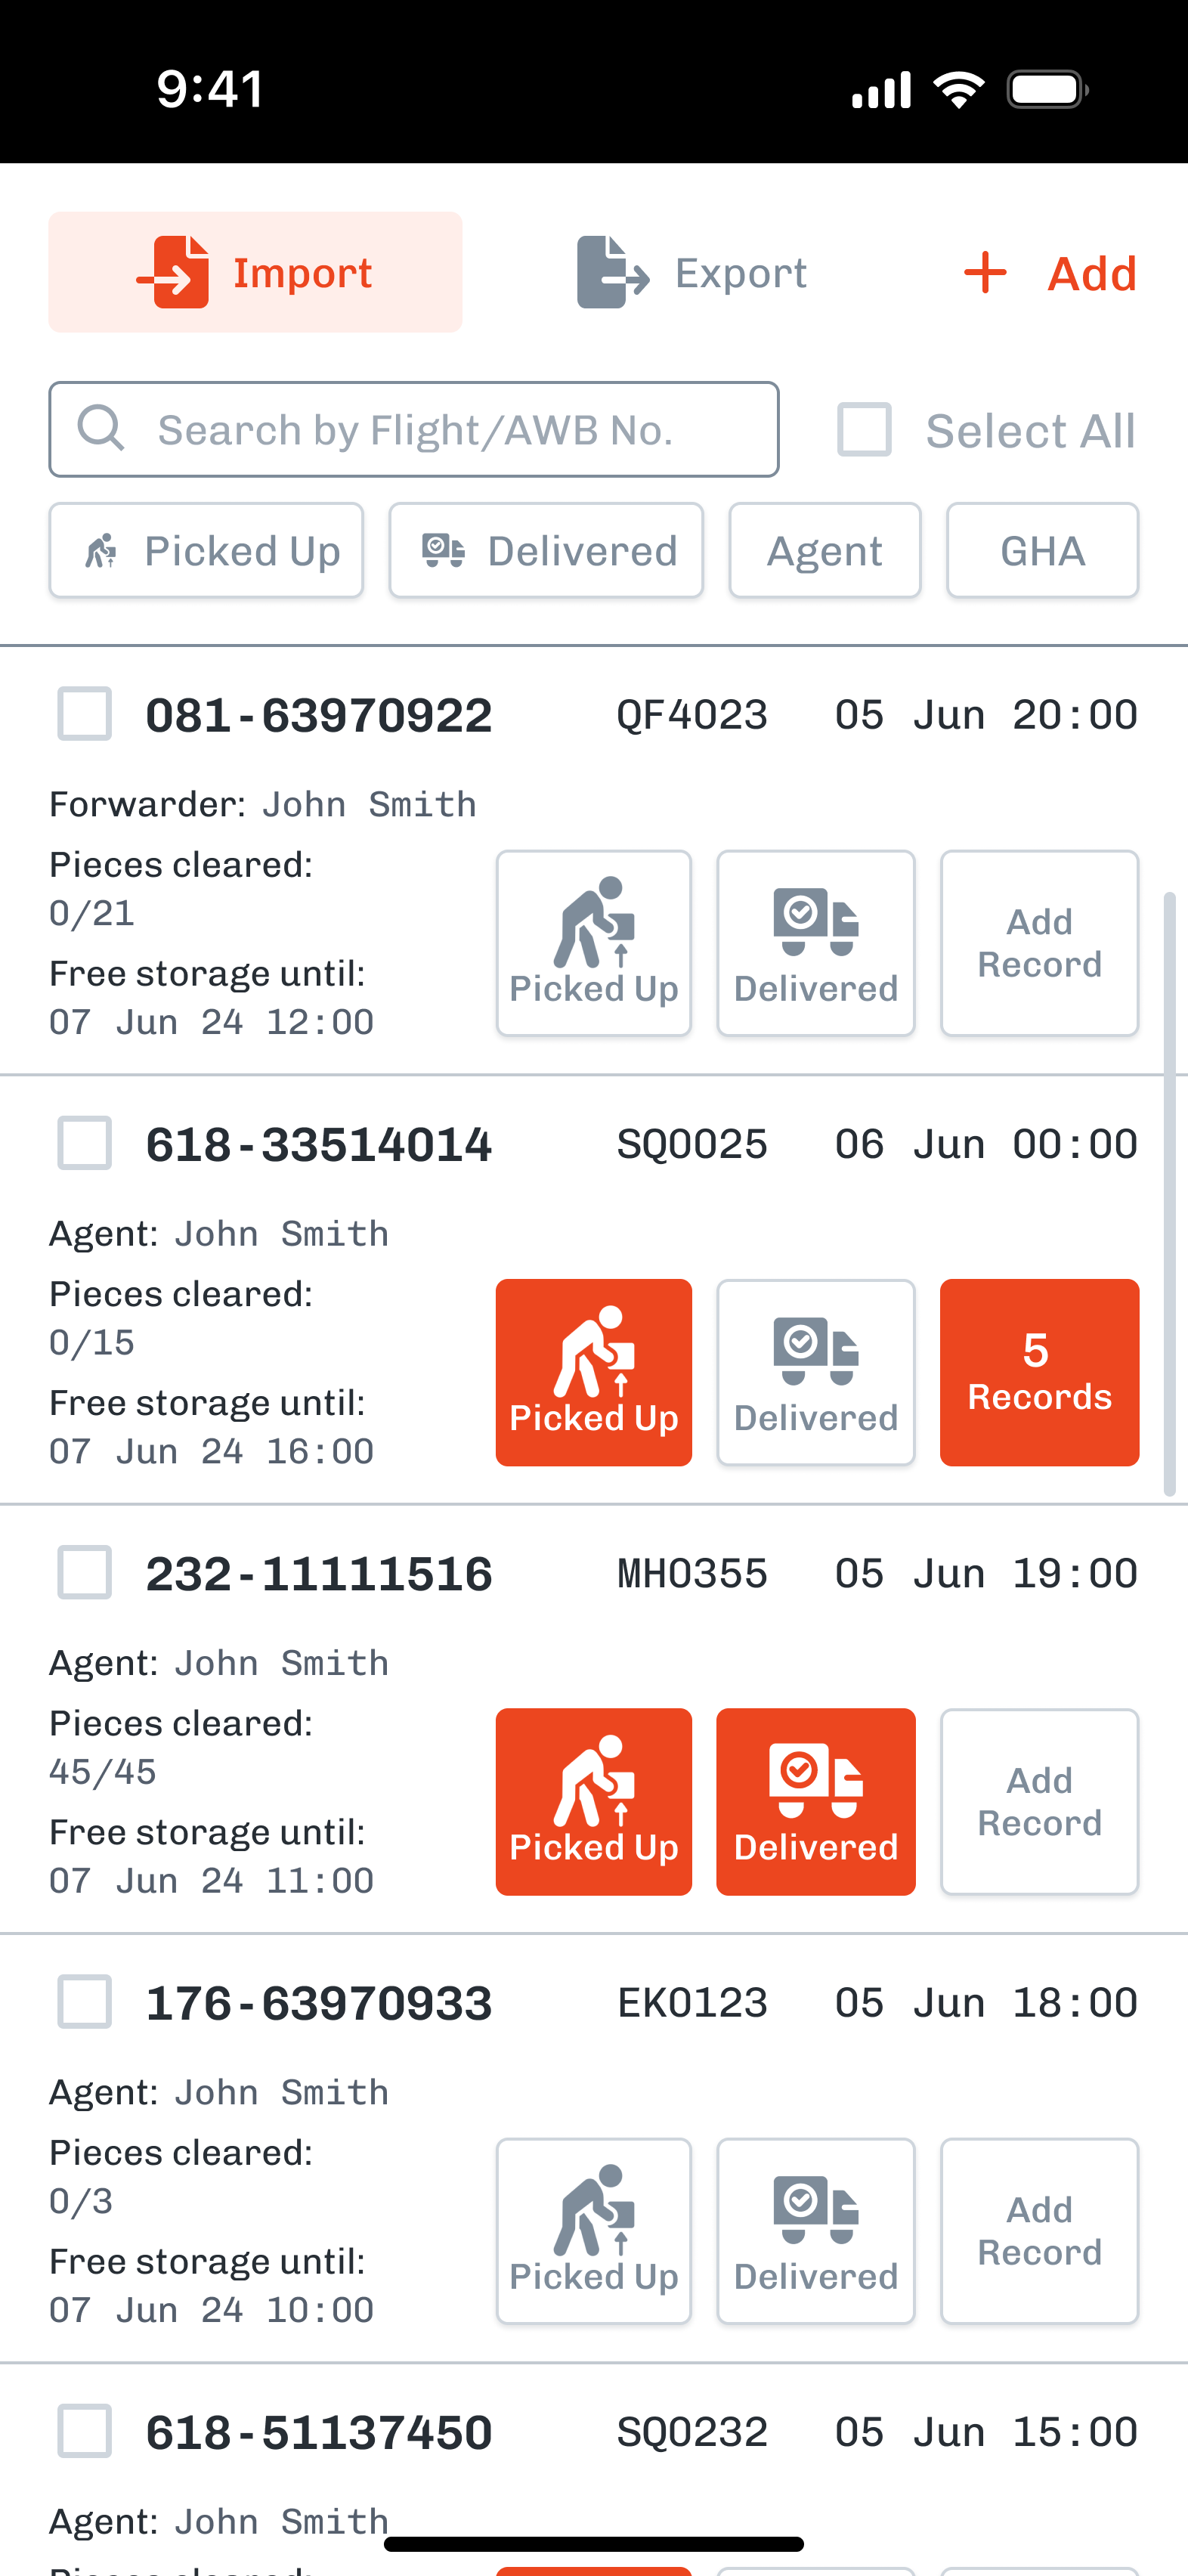 9:41
Import Export + Add
Search by Flight/AWB No. Select All
Picked Up Delivered Agent GHA
081-63970922 QF4023 05 Jun 20:00
Forwarder: John Smith
Pieces cleared:
0/21
Free storage until:
07 Jun 24 12:00
Picked Up Delivered Add
Record
618-33514014 SQ0025 06 Jun 00:00
Agent: John Smith
Pieces cleared:
0/15
Free storage until:
07 Jun 24 16:00
Picked Up Delivered 5
Records
232-11111516 MH0355 05 Jun 19:00
Agent: John Smith
Pieces cleared:
45/45
Free storage until:
07 Jun 24 11:00
Picked Up Delivered Add
Record
176-63970933 EK0123 05 Jun 18:00
Agent: John Smith
Pieces cleared:
0/3
Free storage until:
07 Jun 24 10:00
Picked Up Delivered Add
Record
618-51137450 SQ0232 05 Jun 15:00
Agent: John Smith